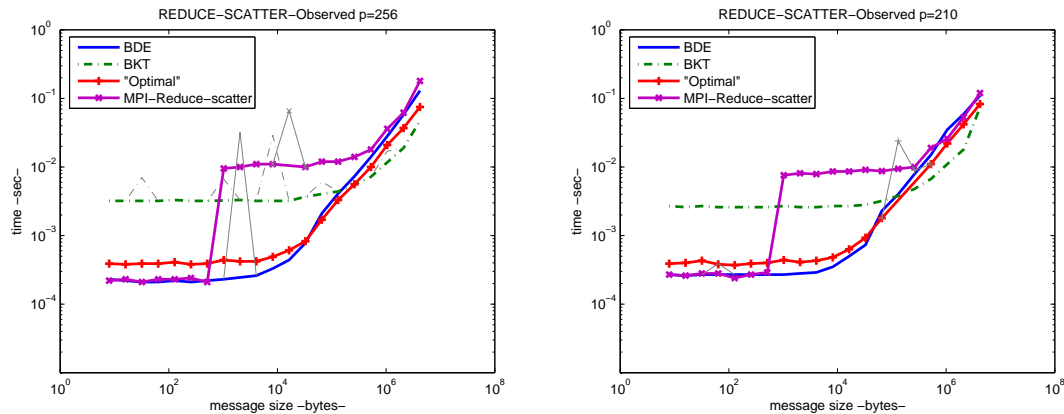 REDUCE−SCATTER−Observed p=256
10^0
10^−1
10^−2
10^−3
10^−4
time −sec−
BDE
BKT
"Optimal"
MPI−Reduce−scatter
10^0
10^2
10^4
10^6
10^8
message size −bytes−
REDUCE−SCATTER−Observed p=210
10^0
10^−1
10^−2
10^−3
10^−4
time −sec−
BDE
BKT
"Optimal"
MPI−Reduce−scatter
10^0
10^2
10^4
10^6
10^8
message size −bytes−